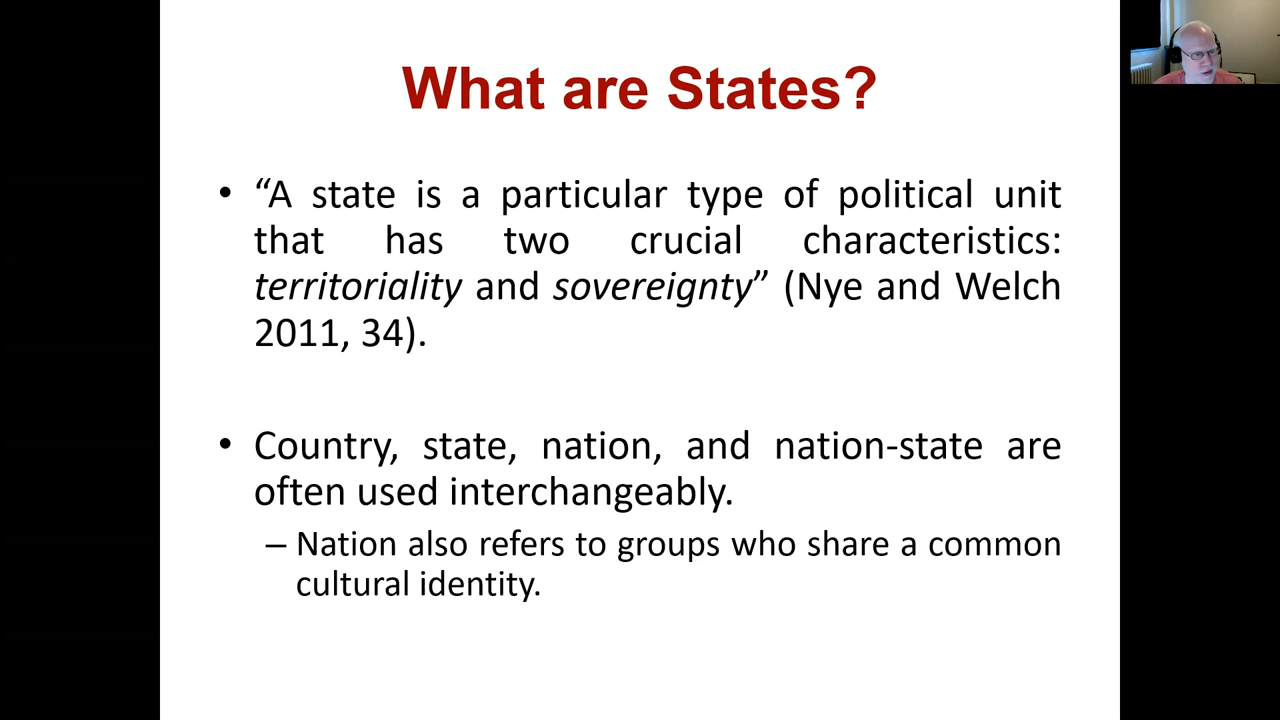 What are States?
• “A state is a particular type of political unit
that has two crucial characteristics:
territoriality and sovereignty” (Nye and Welch
2011, 34).
• Country, state, nation, and nation-state are
often used interchangeably.
– Nation also refers to groups who share a common
cultural identity.